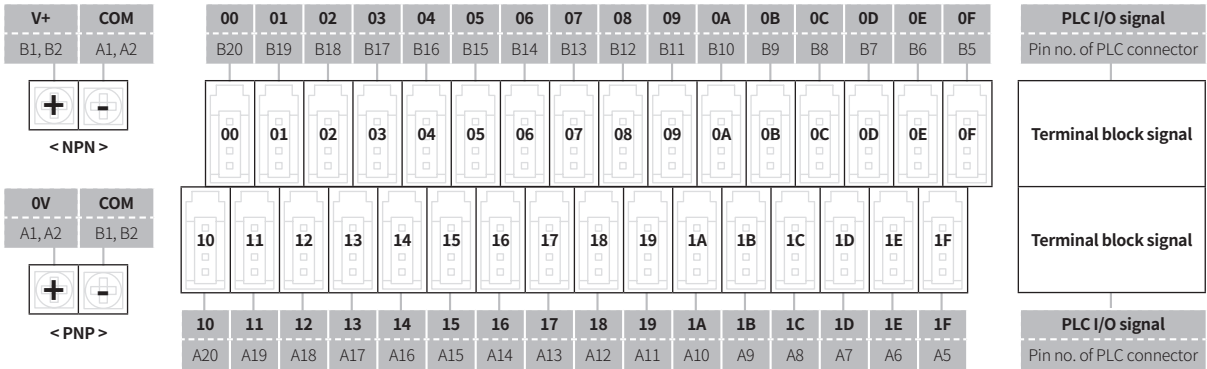 V+ COM
B1, B2 A1, A2
+ -
< NPN >
00 01 02 03 04 05 06 07 08 09 0A 0B 0C 0D 0E 0F
B20 B19 B18 B17 B16 B15 B14 B13 B12 B11 B10 B9 B8 B7 B6 B5
00 01 02 03 04 05 06 07 08 09 0A 0B 0C 0D 0E 0F
PLC I/O signal
Pin no. of PLC connector
Terminal block signal
0V COM
A1, A2 B1, B2
+ -
< PNP >
10 11 12 13 14 15 16 17 18 19 1A 1B 1C 1D 1E 1F
10 11 12 13 14 15 16 17 18 19 1A 1B 1C 1D 1E 1F
A20 A19 A18 A17 A16 A15 A14 A13 A12 A11 A10 A9 A8 A7 A6 A5
Terminal block signal
PLC I/O signal
Pin no. of PLC connector